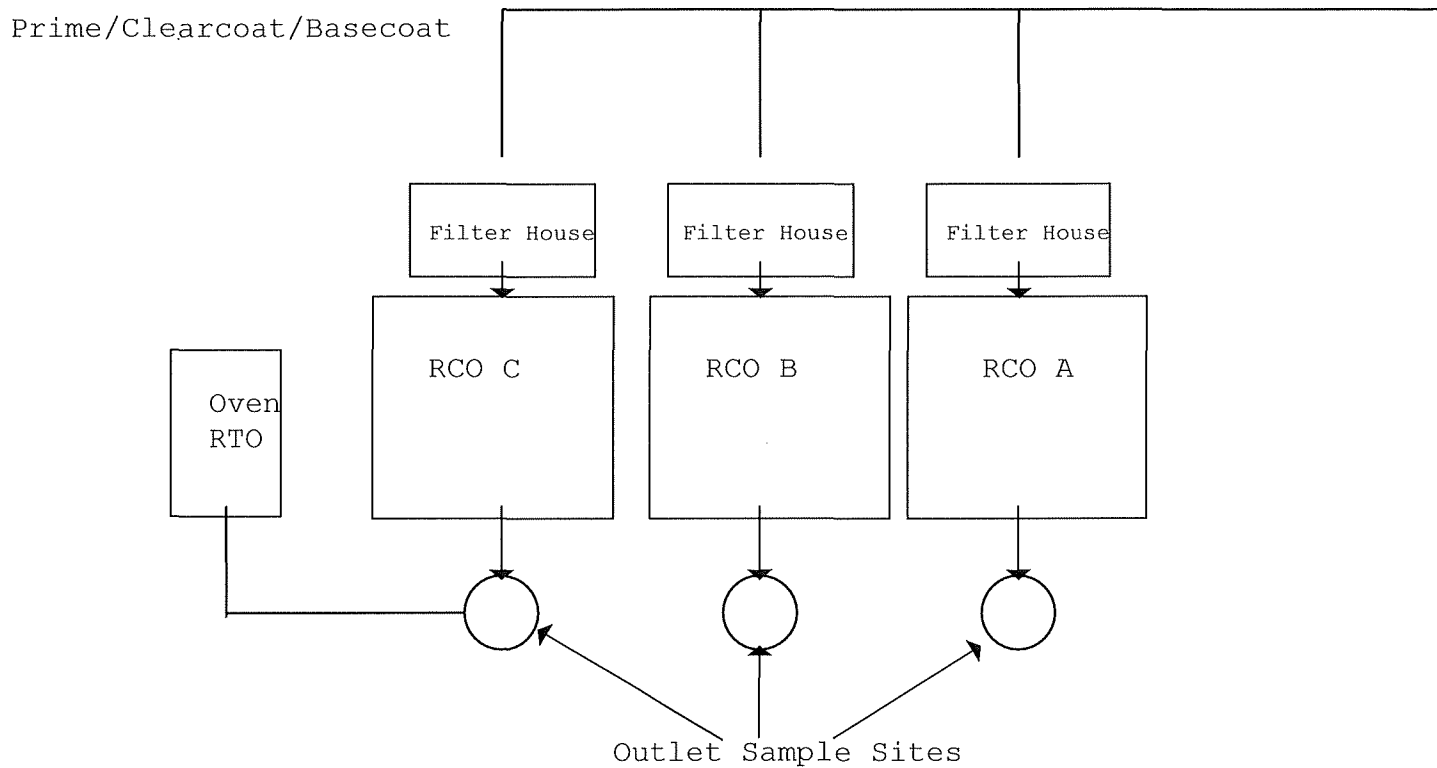 Prime/Clearcoat/Basecoat
Filter House
Filter House
Filter House
RCO C
RCO B
RCO A
Oven
RTO
Outlet Sample Sites